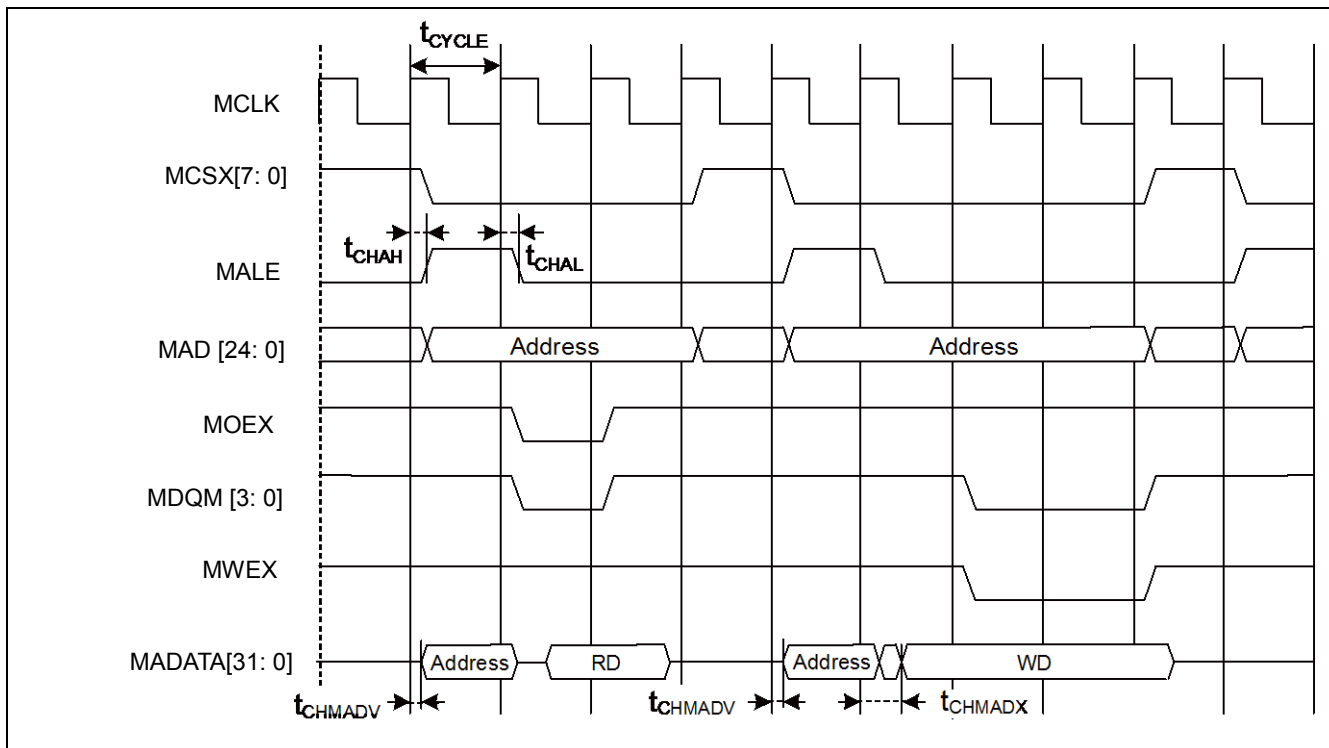 tCYCLE
MCLK
MCSX[7: 0]
tCHAH
tCHAL
MALE
MAD [24: 0]
Address
Address
MOEX
MDQM [3: 0]
MWEX
MADATA[31: 0]
Address
RD
Address
WD
tCHMADV
tCHMADV
tCHMADX